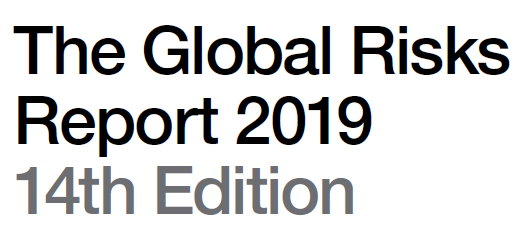 The Global Risks
Report 2019
14th Edition